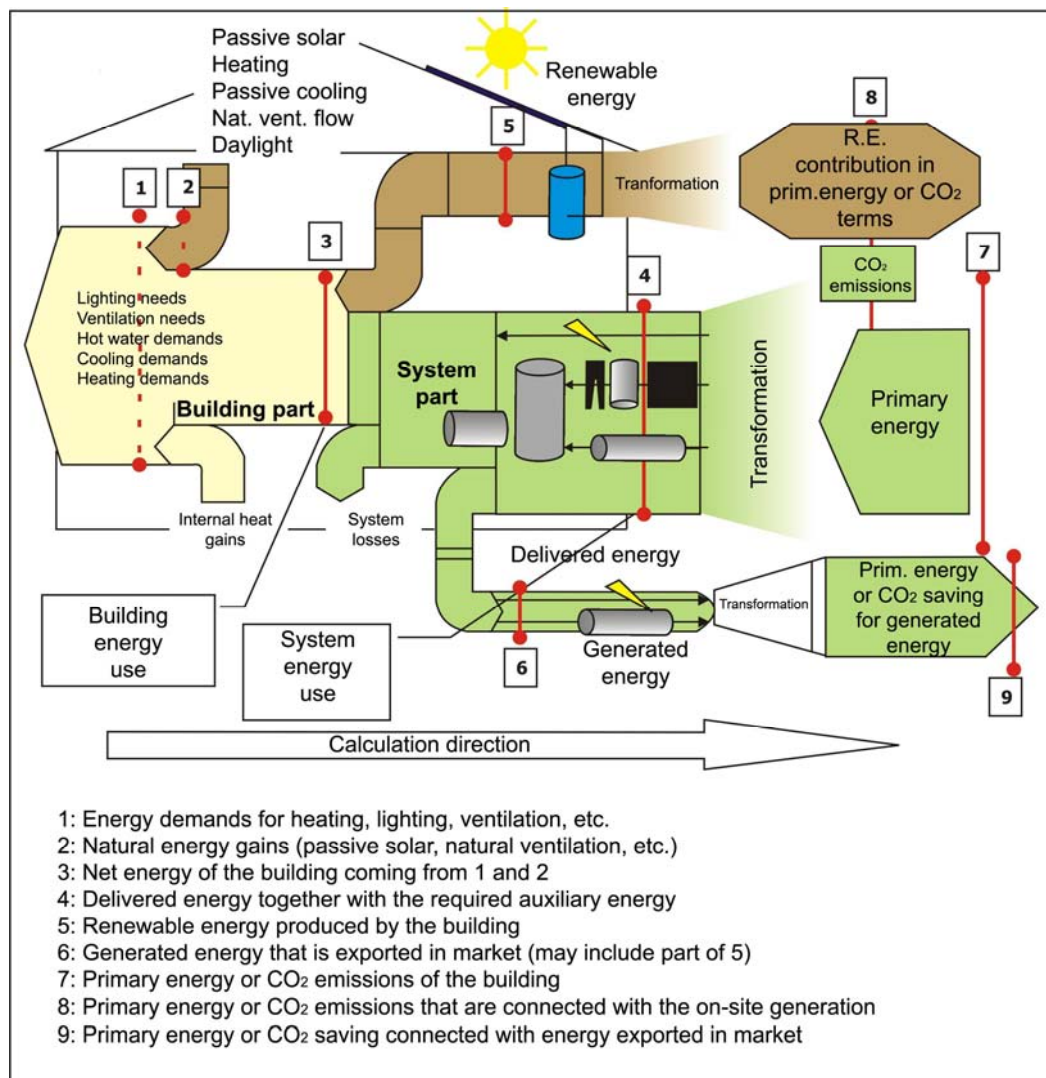 Passive solar
Heating
Passive cooling
Nat. vent. flow
Daylight
Renewable
energy
8
5
R.E.
contribution in
prim.energy or CO₂
terms
1
2
Tranformation
3
7
4
CO₂
emissions
Lighting needs
Ventilation needs
Hot water demands
Cooling demands
Heating demands
System
part
Building part
Transformation
Primary
energy
Internal heat
gains
System
losses
Delivered energy
Building
energy
use
System
energy
use
6
Generated
energy
Transformation
Prim. energy
or CO₂ saving
for generated
energy
9
Calculation direction
1: Energy demands for heating, lighting, ventilation, etc.
2: Natural energy gains (passive solar, natural ventilation, etc.)
3: Net energy of the building coming from 1 and 2
4: Delivered energy together with the required auxiliary energy
5: Renewable energy produced by the building
6: Generated energy that is exported in market (may include part of 5)
7: Primary energy or CO₂ emissions of the building
8: Primary energy or CO₂ emissions that are connected with the on-site generation
9: Primary energy or CO₂ saving connected with energy exported in market